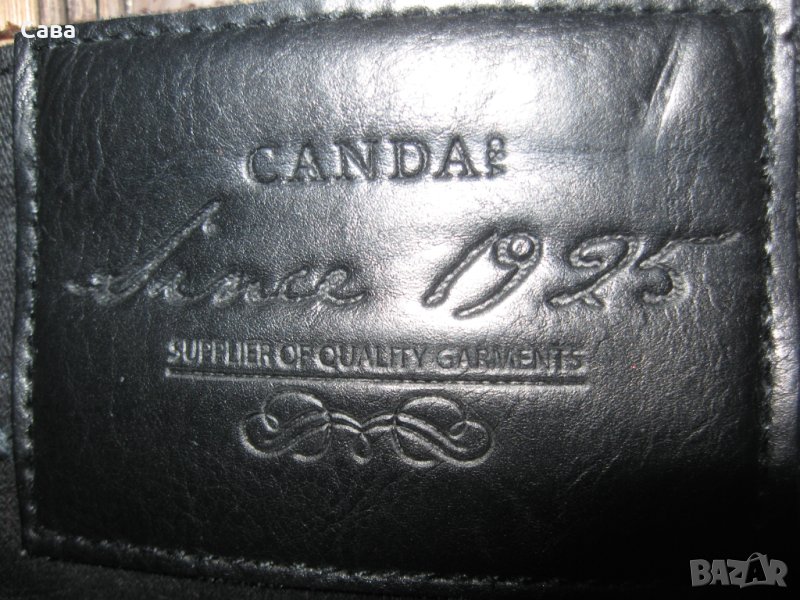 Сава
CANDA
Since 1925
SUPPLIER OF QUALITY GARMENTS
BAZAR